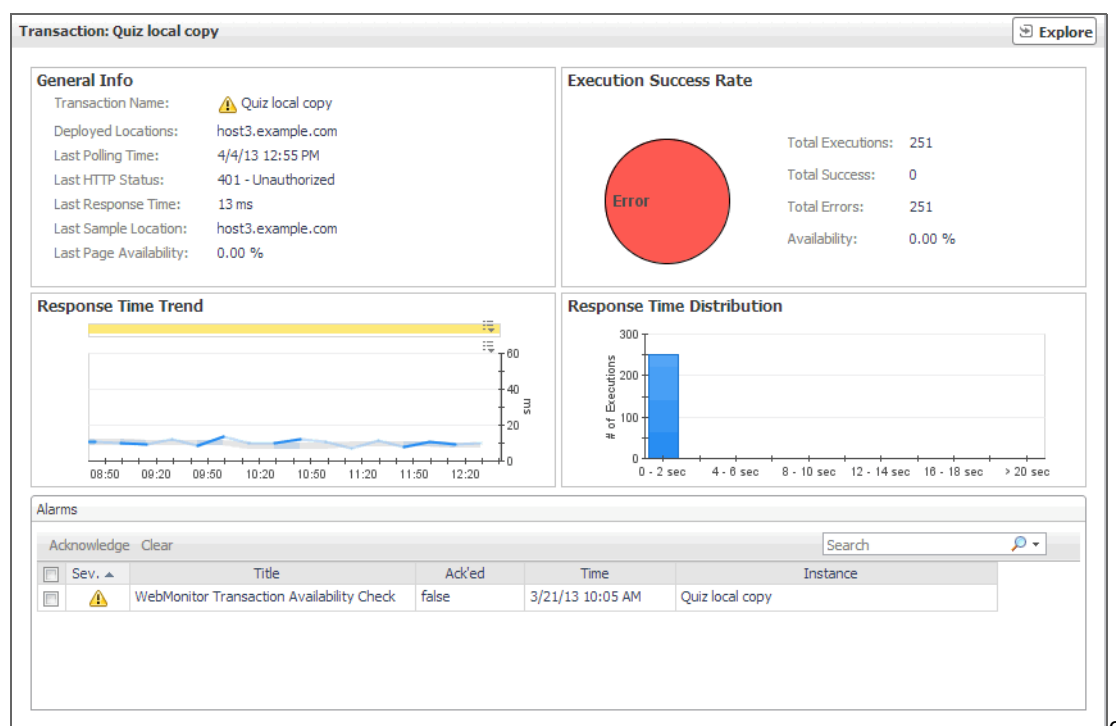 Transaction: Quiz local copy
Explore
General Info
Transaction Name: Quiz local copy
Deployed Locations: host3.example.com
Last Polling Time: 4/4/13 12:55 PM
Last HTTP Status: 401 - Unauthorized
Last Response Time: 13 ms
Last Sample Location: host3.example.com
Last Page Availability: 0.00 %
Execution Success Rate
Error
Total Executions: 251
Total Success: 0
Total Errors: 251
Availability: 0.00 %
Response Time Trend
60
40
20
0
ms
08:50 09:20 09:50 10:20 10:50 11:20 11:50 12:20
Response Time Distribution
300
200
100
0
# of Executions
0 - 2 sec 4 - 6 sec 8 - 10 sec 12 - 14 sec 16 - 18 sec > 20 sec
Alarms
Acknowledge Clear Search
Sev. Title Ack'ed Time Instance
WebMonitor Transaction Availability Check false 3/21/13 10:05 AM Quiz local copy